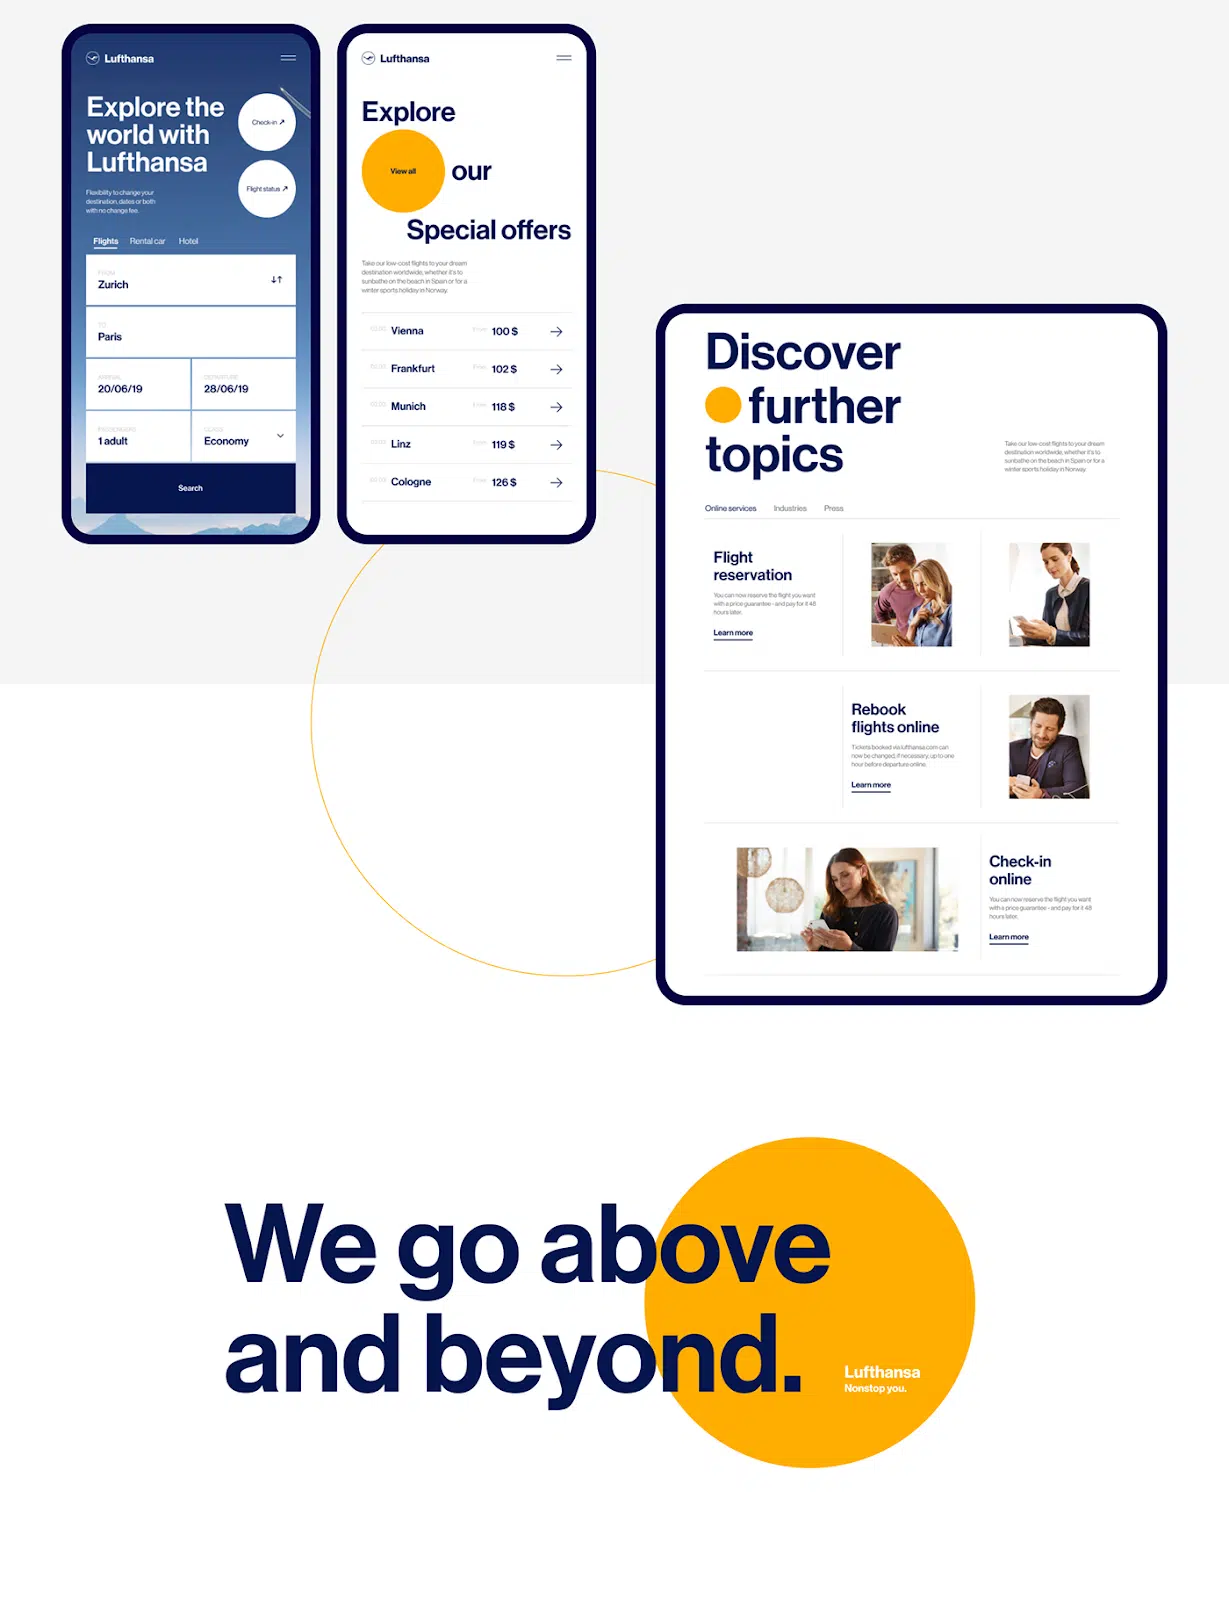 Lufthansa
Explore the
world with
Lufthansa
Check-in ↗
Flight status ↗
Flexibility to change your
destination, dates or both
with no change fee.
Flights Rental car Hotel
FROM
Zurich
TO
Paris
ARRIVAL DEPARTURE
20/06/19 28/06/19
PASSENGERS CLASS
1 adult Economy
Search
Lufthansa
Explore
View all our
Special offers
Take our low-cost flights to your dream
destination worldwide, whether it's to
sunbathe on the beach in Spain or for a
winter sports holiday in Norway.
Vienna From 100 $
Frankfurt From 102 $
Munich From 118 $
Linz From 119 $
Cologne From 126 $
Discover
further
topics
Take our low-cost flights to your dream
destination worldwide, whether it's to
sunbathe on the beach in Spain or for a
winter sports holiday in Norway.
Online services Industries Press
Flight
reservation
You can now reserve the flight you want
with a price guarantee - and pay for it 48
hours later.
Learn more
Rebook
flights online
Tickets booked via lufthansa.com can
now be changed, if necessary, up to one
hour before departure online.
Learn more
Check-in
online
You can now reserve the flight you want
with a price guarantee - and pay for it 48
hours later.
Learn more
We go above
and beyond.
Lufthansa
Nonstop you.